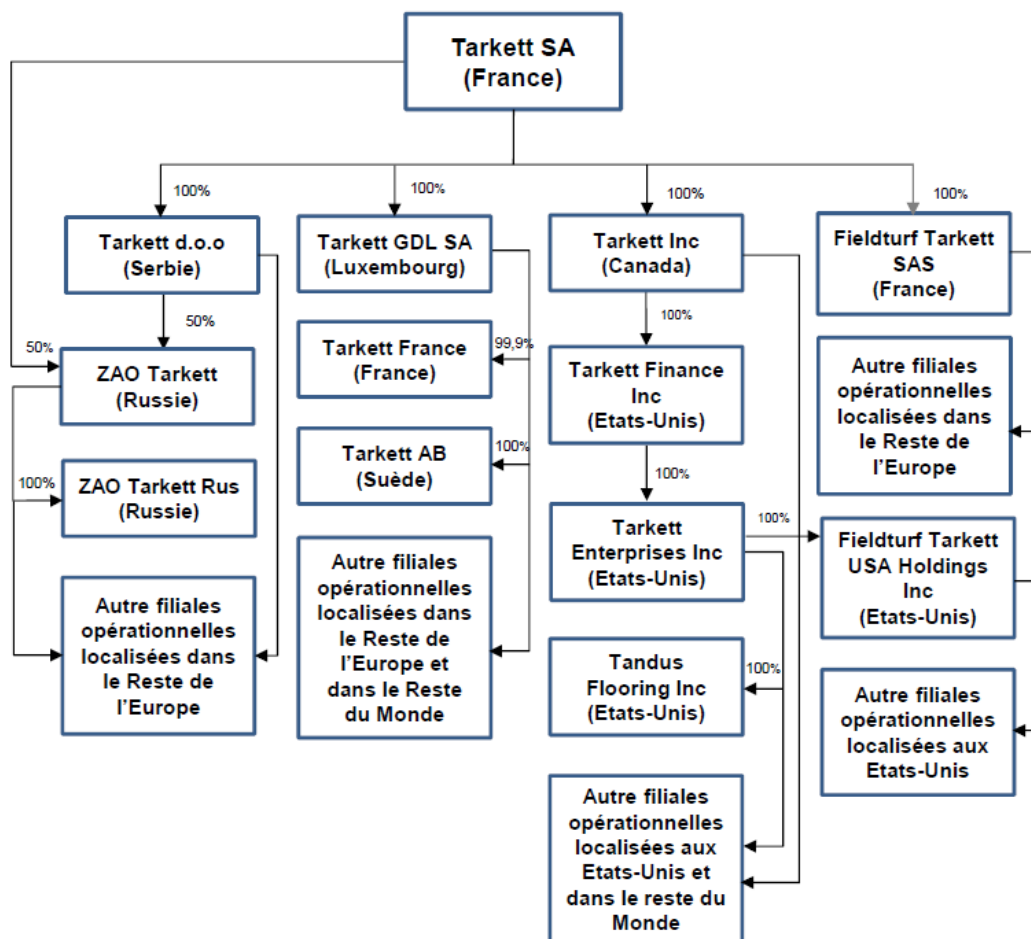 Tarkett SA
(France)
100%
100%
100%
100%
Tarkett d.o.o
(Serbie)
Tarkett GDL SA
(Luxembourg)
Tarkett Inc
(Canada)
Fieldturf Tarkett
SAS
(France)
50%
50%
ZAO Tarkett
(Russie)
100%
ZAO Tarkett Rus
(Russie)
Autre filiales
opérationnelles
localisées dans
le Reste de
l’Europe
99,9%
Tarkett France
(France)
100%
Tarkett AB
(Suède)
Autre filiales
opérationnelles
localisées dans
le Reste de
l’Europe et
dans le Reste
du Monde
100%
Tarkett Finance
Inc
(Etats-Unis)
100%
Tarkett
Enterprises Inc
(Etats-Unis)
100%
100%
Tandus
Flooring Inc
(Etats-Unis)
Autre filiales
opérationnelles
localisées aux
Etats-Unis et
dans le reste du
Monde
Autre filiales
opérationnelles
localisées dans
le Reste de
l’Europe
Fieldturf Tarkett
USA Holdings
Inc
(Etats-Unis)
Autre filiales
opérationnelles
localisées aux
Etats-Unis